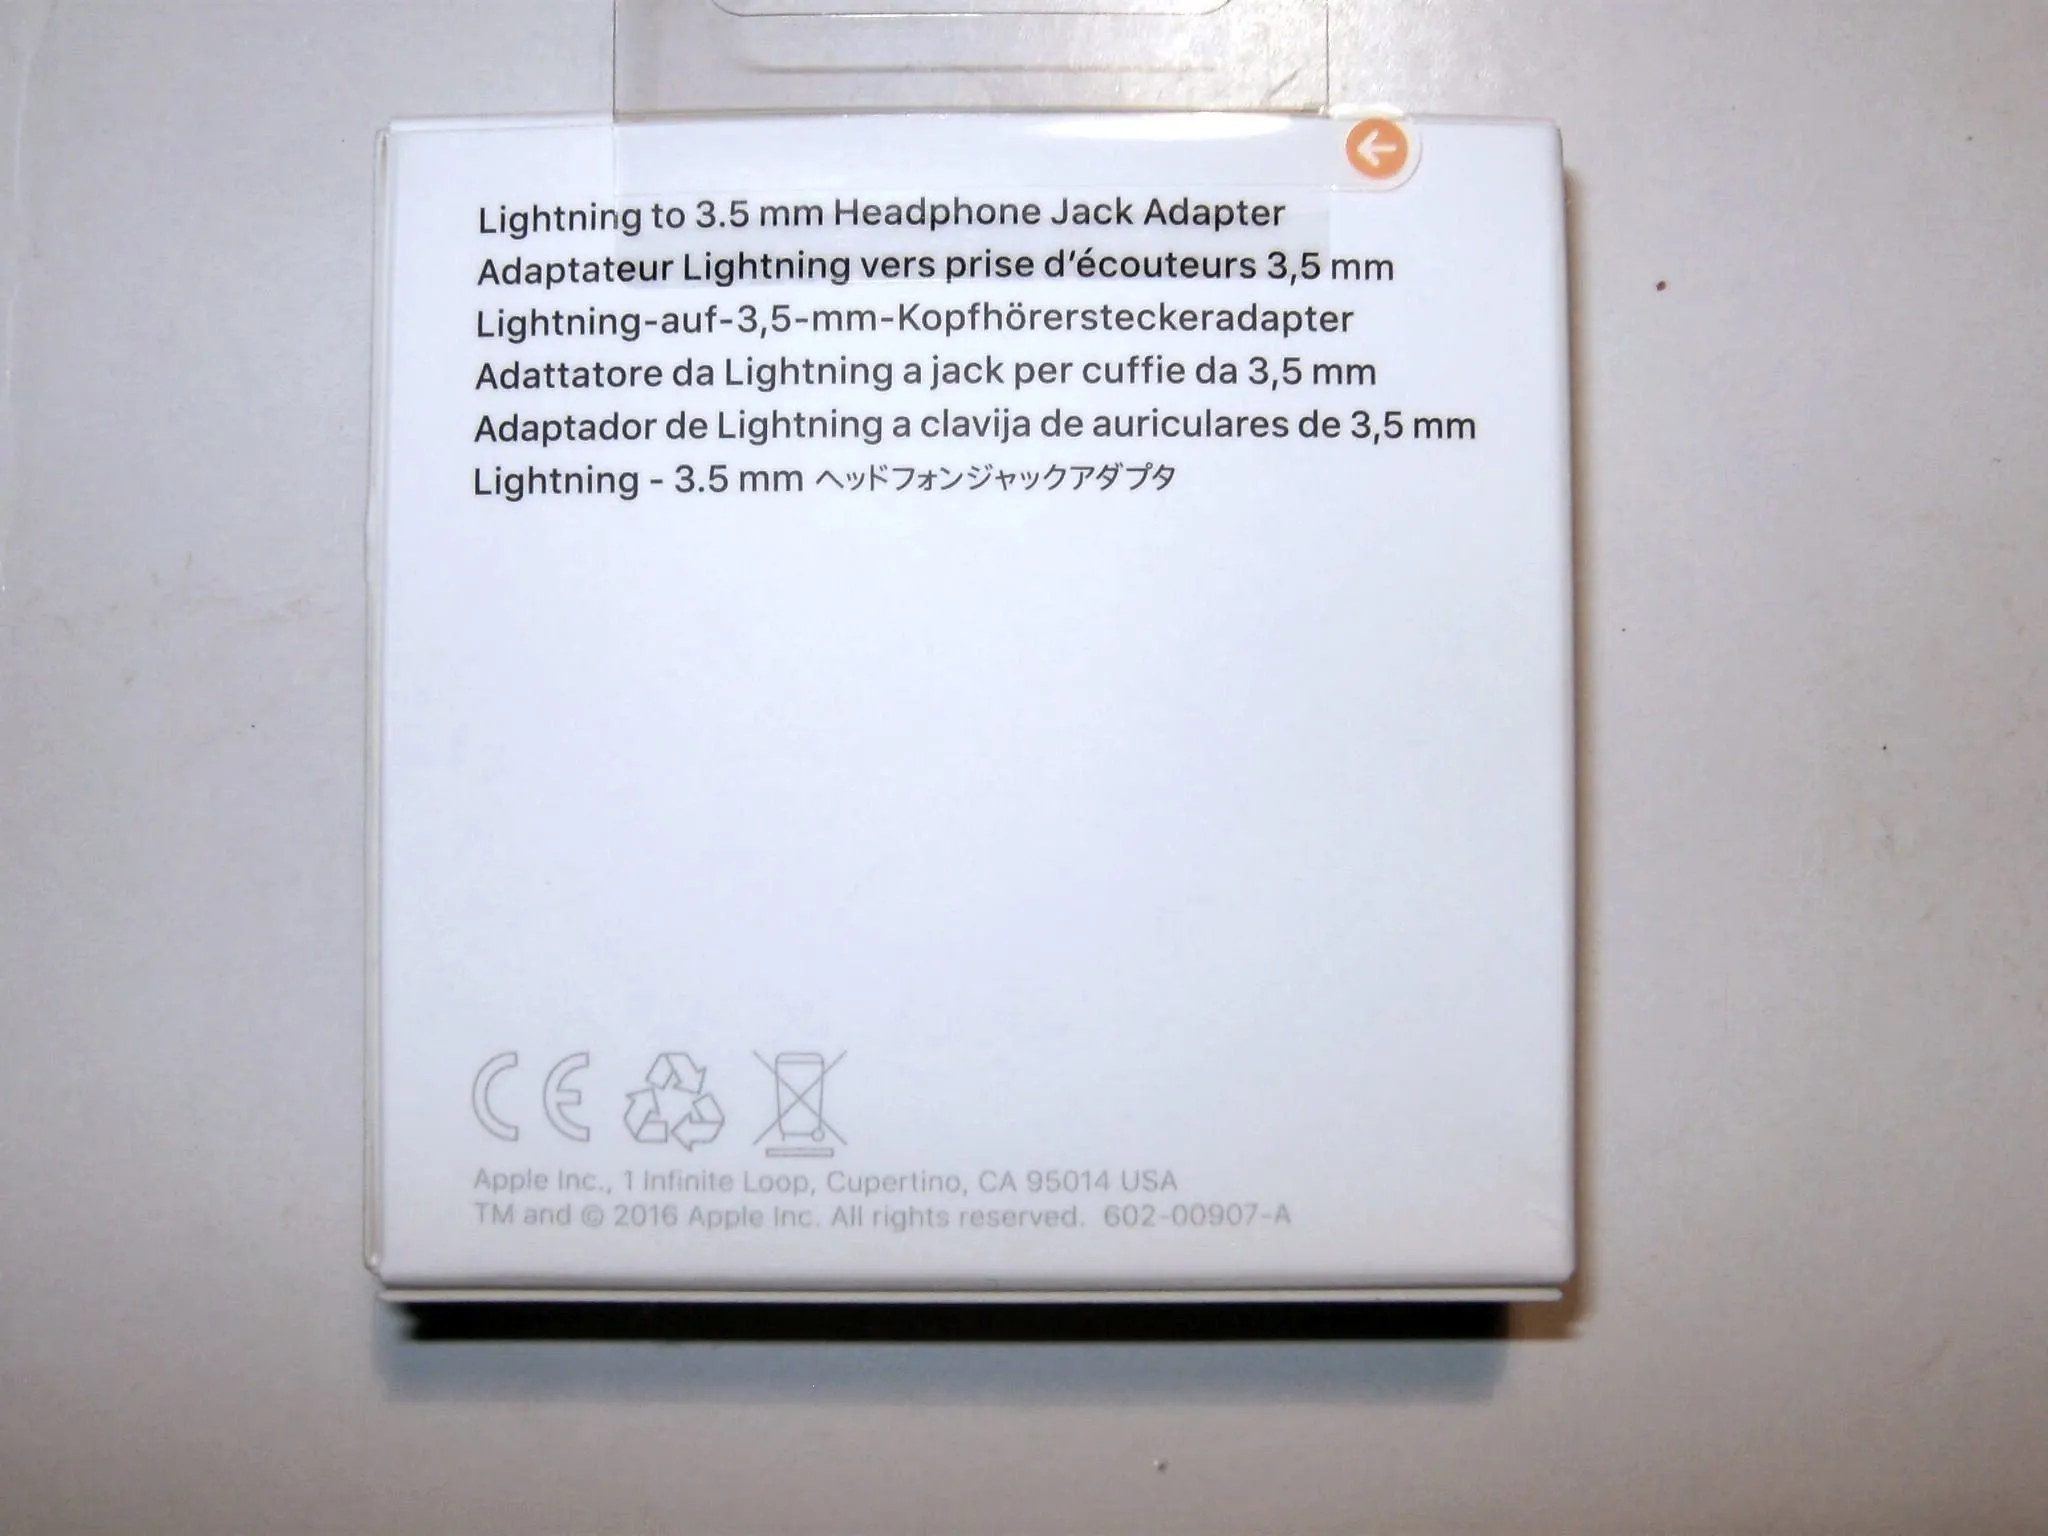 Lightning to 3.5 mm Headphone Jack Adapter
Adaptateur Lightning vers prise d‘écouteurs 3,5 mm
Lightning-auf-3,5-mm-Kopfhörersteckeradapter
Adattatore da Lightning a jack per cuffie da 3,5 mm
Adaptador de Lightning a clavija de auriculares de 3,5 mm
Lightning - 3.5 mm ヘッドフォンジャックアダプタ
CE
Apple Inc., 1 Infinite Loop, Cupertino, CA 95014 USA
TM and © 2016 Apple Inc. All rights reserved. 602-00907-A